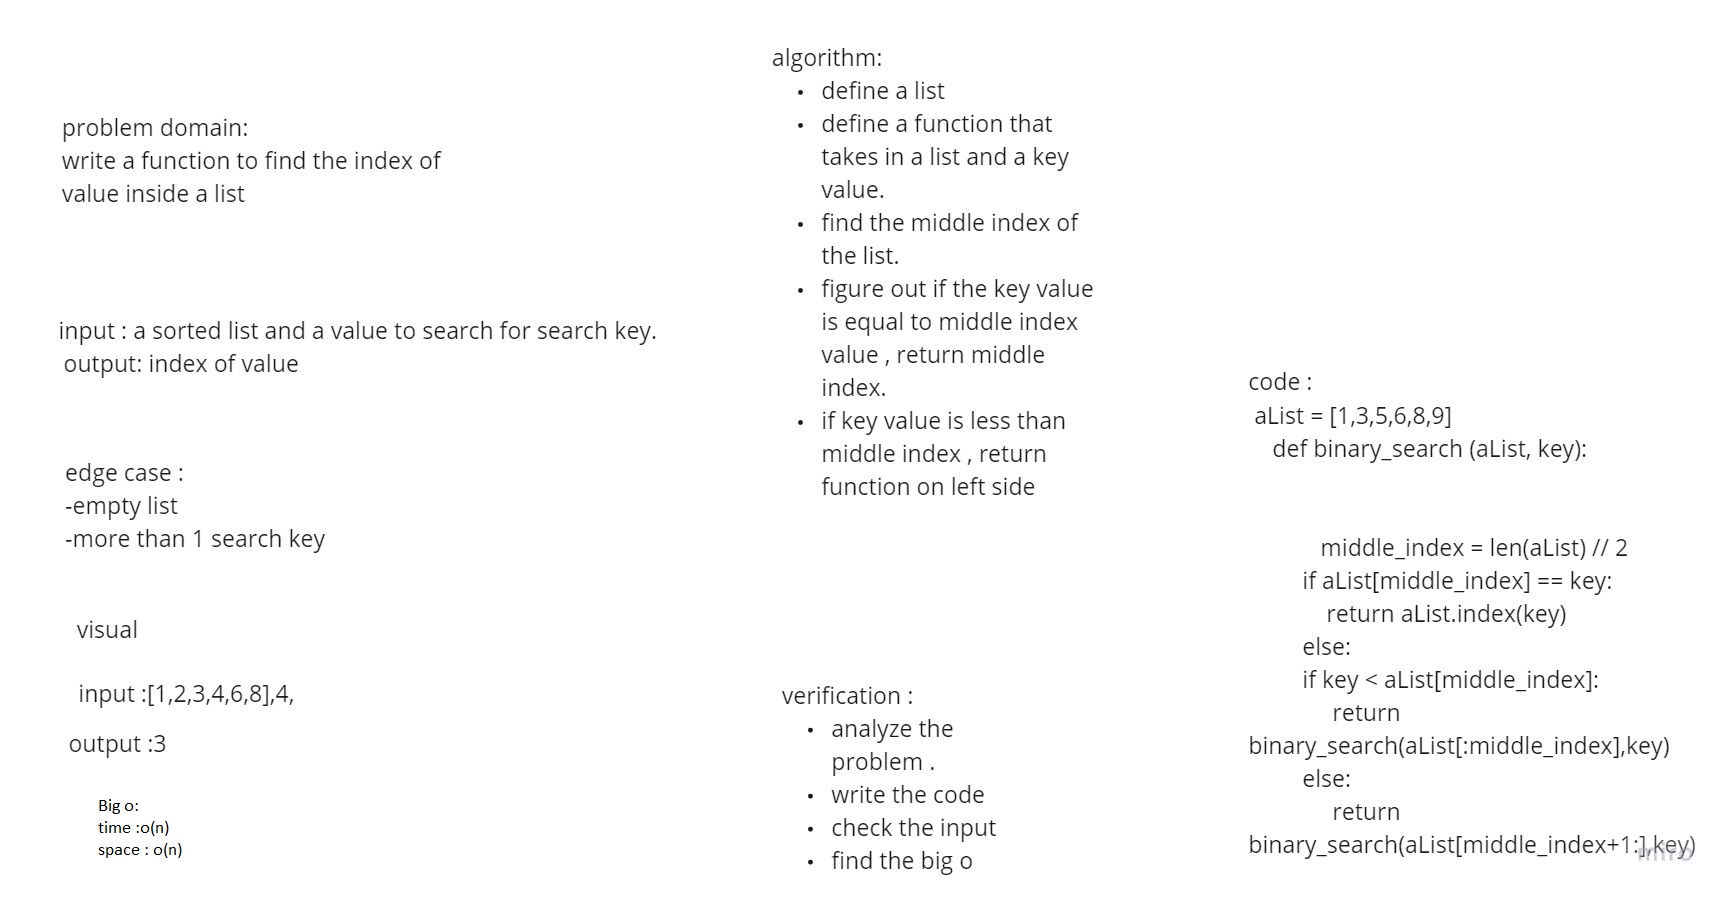 problem domain:
write a function to find the index of
value inside a list
input : a sorted list and a value to search for search key.
output: index of value
edge case :
-empty list
-more than 1 search key
visual
input :[1,2,3,4,6,8],4,
output :3
Big o:
time :o(n)
space : o(n)
algorithm:
• define a list
• define a function that
takes in a list and a key
value.
• find the middle index of
the list.
• figure out if the key value
is equal to middle index
value , return middle
index.
• if key value is less than
middle index , return
function on left side
verification :
• analyze the
problem .
• write the code
• check the input
• find the big o
code :
aList = [1,3,5,6,8,9]
def binary_search (aList, key):
middle_index = len(aList) // 2
if aList[middle_index] == key:
return aList.index(key)
else:
if key < aList[middle_index]:
return
binary_search(aList[:middle_index],key)
else:
return
binary_search(aList[middle_index+1:],key)
miro